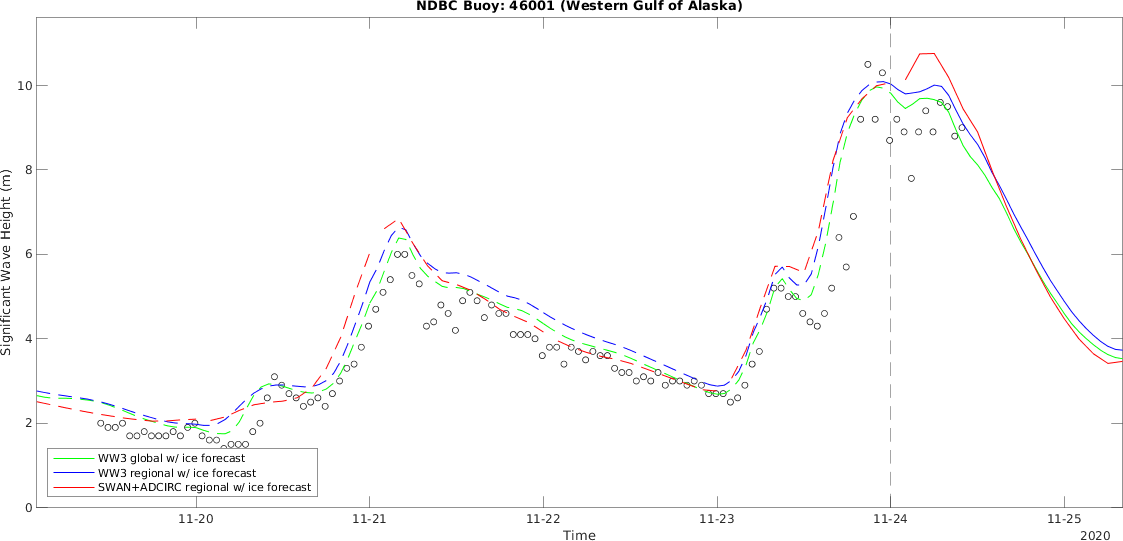 NDBC Buoy: 46001 (Western Gulf of Alaska)
Significant Wave Height (m)
10
8
6
4
2
0
WW3 global w/ ice forecast
WW3 regional w/ ice forecast
SWAN+ADCIRC regional w/ ice forecast
11-20 11-21 11-22 11-23 11-24 11-25
Time
2020